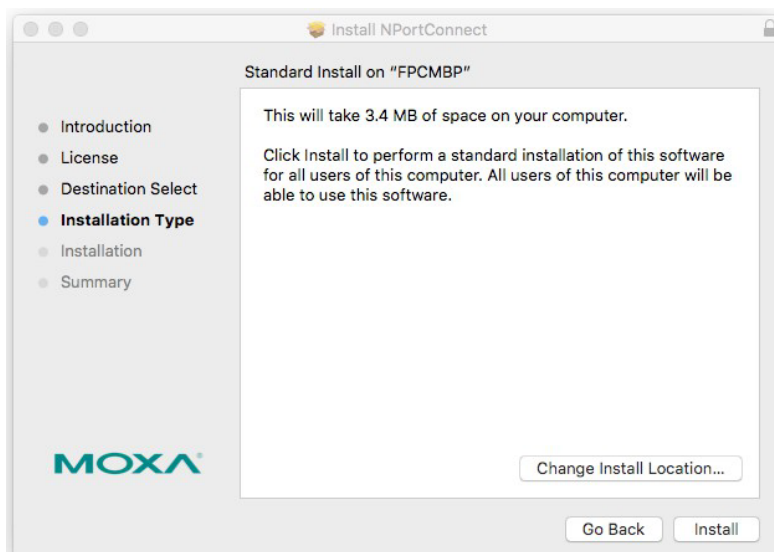 Install NPortConnect
Standard Install on “FPCMBP”
Introduction
License
Destination Select
Installation Type
Installation
Summary
This will take 3.4 MB of space on your computer.
Click Install to perform a standard installation of this software
for all users of this computer. All users of this computer will be
able to use this software.
MOXA®
Change Install Location...
Go Back
Install